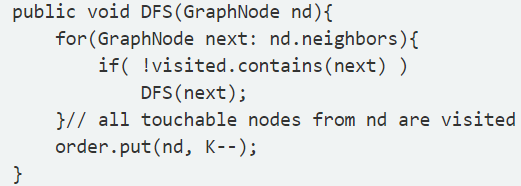 public void DFS(GraphNode nd){
    for(GraphNode next: nd.neighbors){
        if( !visited.contains(next) )
            DFS(next);
    }// all touchable nodes from nd are visited
    order.put(nd, K--);
}